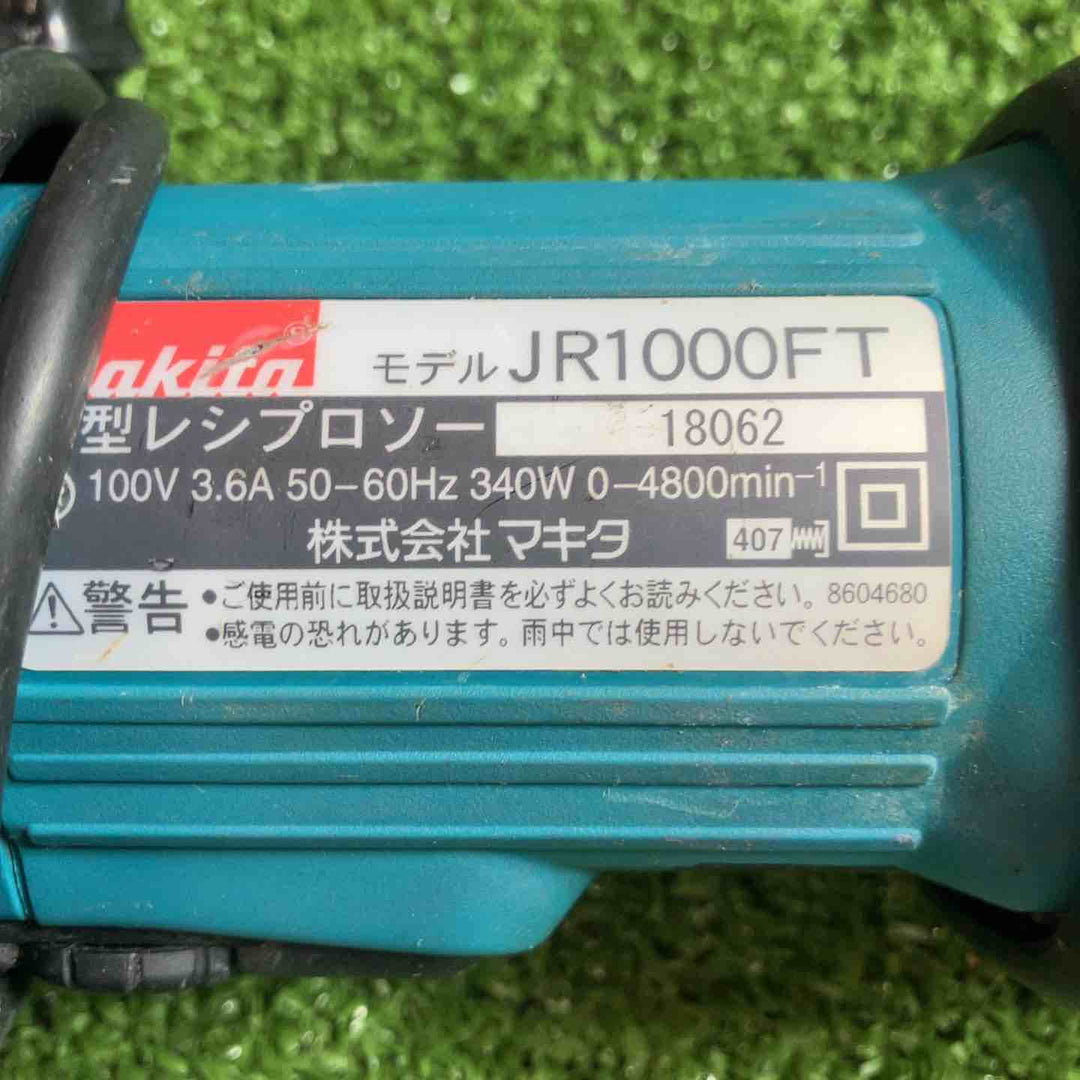 makita モデル JR1000FT
型レシプロソー 18062
100V 3.6A 50-60Hz 340W 0-4800min⁻¹
株式会社マキタ 407
警告 •ご使用前に取扱説明書を必ずよくお読みください。 8604680
•感電の恐れがあります。雨中では使用しないでください。